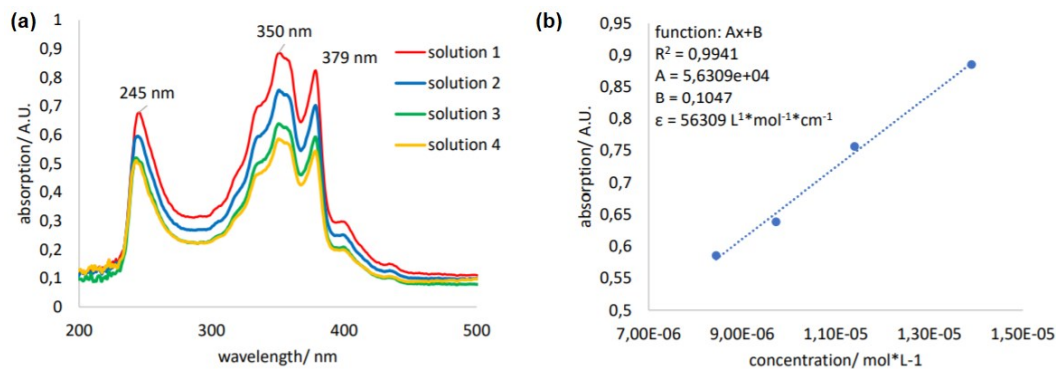 (a)
1
0,9
0,8
0,7
0,6
0,5
0,4
0,3
0,2
0,1
0
absorption/ A.U.
245 nm
350 nm
379 nm
solution 1
solution 2
solution 3
solution 4
200
300
400
500
wavelength/ nm
(b)
0,95
0,9
0,85
0,8
0,75
0,7
0,65
0,6
0,55
0,5
absorption/ A.U.
function: Ax+B
R² = 0,9941
A = 5,6309e+04
B = 0,1047
ε = 56309 L¹*mol⁻¹*cm⁻¹
7,00E-06
9,00E-06
1,10E-05
1,30E-05
1,50E-05
concentration/ mol*L-1